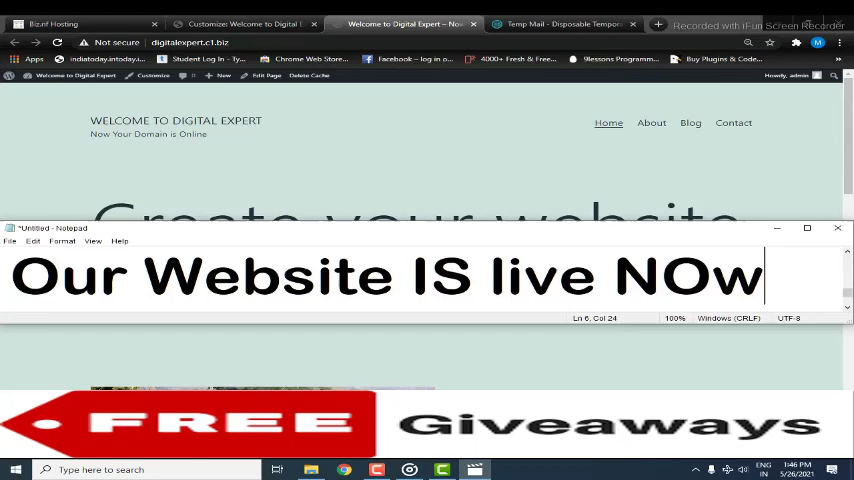 Biz.nf Hosting
Customize: Welcome to Digital E
Welcome to Digital Expert – Now
Temp Mail - Disposable Tempor
Recorded with iFun Screen Recorder
Not secure | digitalexpert.c1.biz
M
Apps
indiatoday.intoday.i...
Student Log In - Ty...
Chrome Web Store...
Facebook – log in o...
4000+ Fresh & Free...
9lessons Programm...
Buy Plugins & Code...
Welcome to Digital Expert
Customize
0
New
Edit Page
Delete Cache
Howdy, admin
WELCOME TO DIGITAL EXPERT
Now Your Domain is Online
Home
About
Blog
Contact
Create your website
*Untitled - Notepad
File
Edit
Format
View
Help
Our Website IS live NOw
Ln 6, Col 24
100%
Windows (CRLF)
UTF-8
FREE
Giveaways
Type here to search
ENG
IN
1:46 PM
5/26/2021